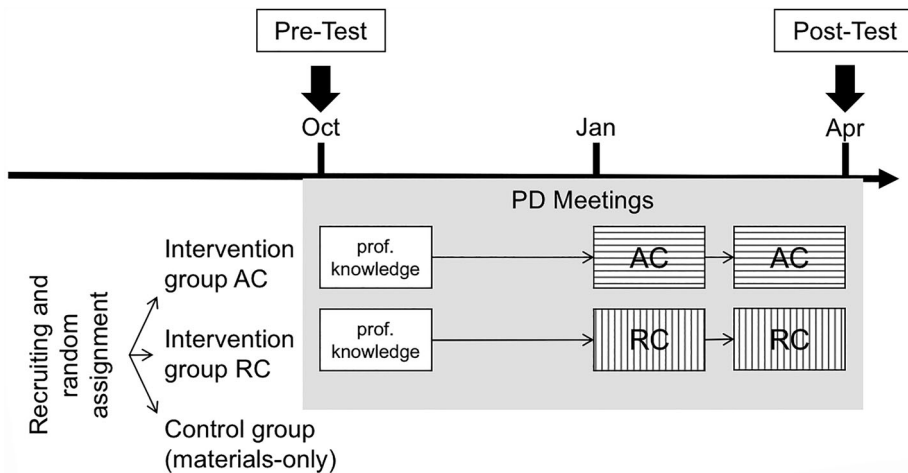 Pre-Test
Post-Test
Oct
Jan
Apr
PD Meetings
Recruiting and
random
assignment
Intervention
group AC
prof.
knowledge
AC
AC
Intervention
group RC
prof.
knowledge
RC
RC
Control group
(materials-only)